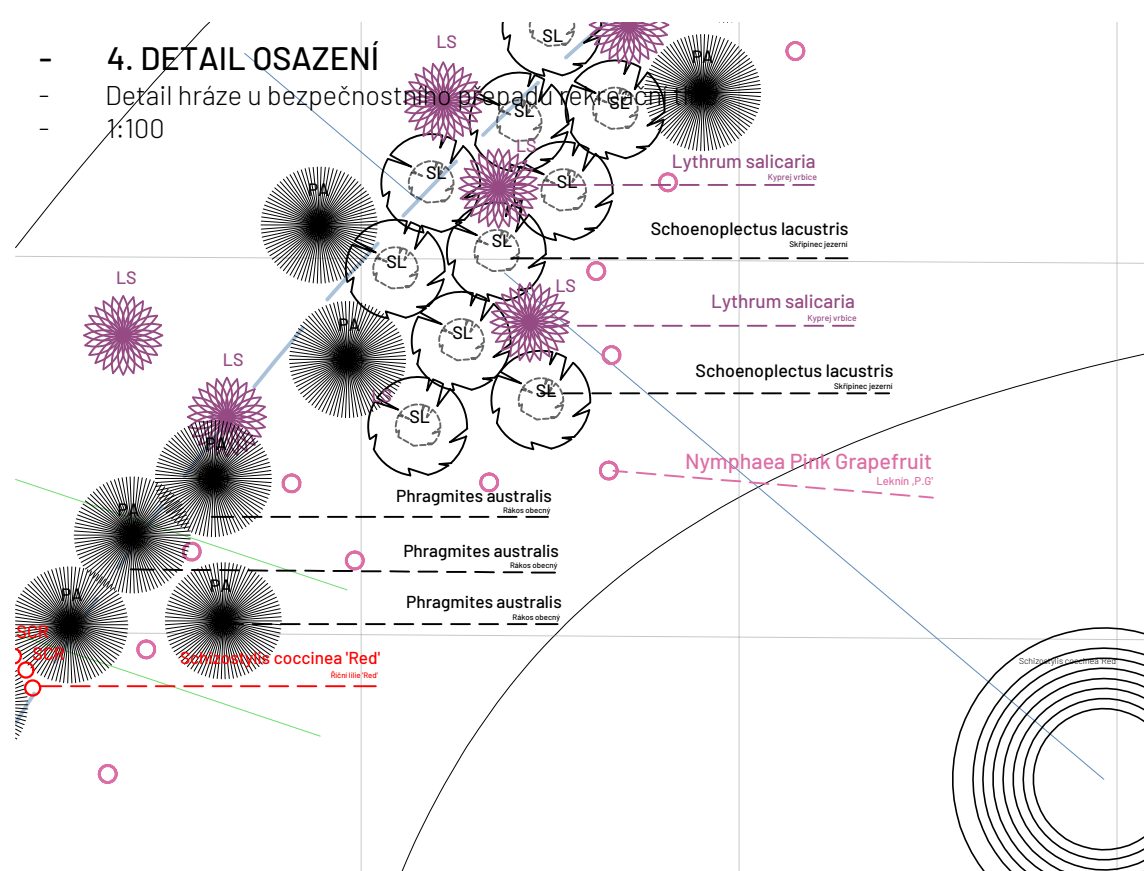 - 4. DETAIL OSAZENÍ
- Detail hráze u bezpečnostního přepadu rekreační tůně
- 1:100
LS
SL
PA
SL
SL
LS
Lythrum salicaria
Kyprej vrbice
SL
SL
PA
Schoenoplectus lacustris
Skřípinec jezerní
SL
SL
LS
LS
Lythrum salicaria
Kyprej vrbice
PA
SL
LS
Schoenoplectus lacustris
Skřípinec jezerní
LS
SL
SL
PA
Nymphaea Pink Grapefruit
Leknín ‚P.G'
Phragmites australis
Rákos obecný
PA
Phragmites australis
Rákos obecný
PA
PA
Phragmites australis
Rákos obecný
SCR
SCR
Schizostylis coccinea 'Red'
Říční lilie 'Red'
Schizostylis coccinea 'Red'